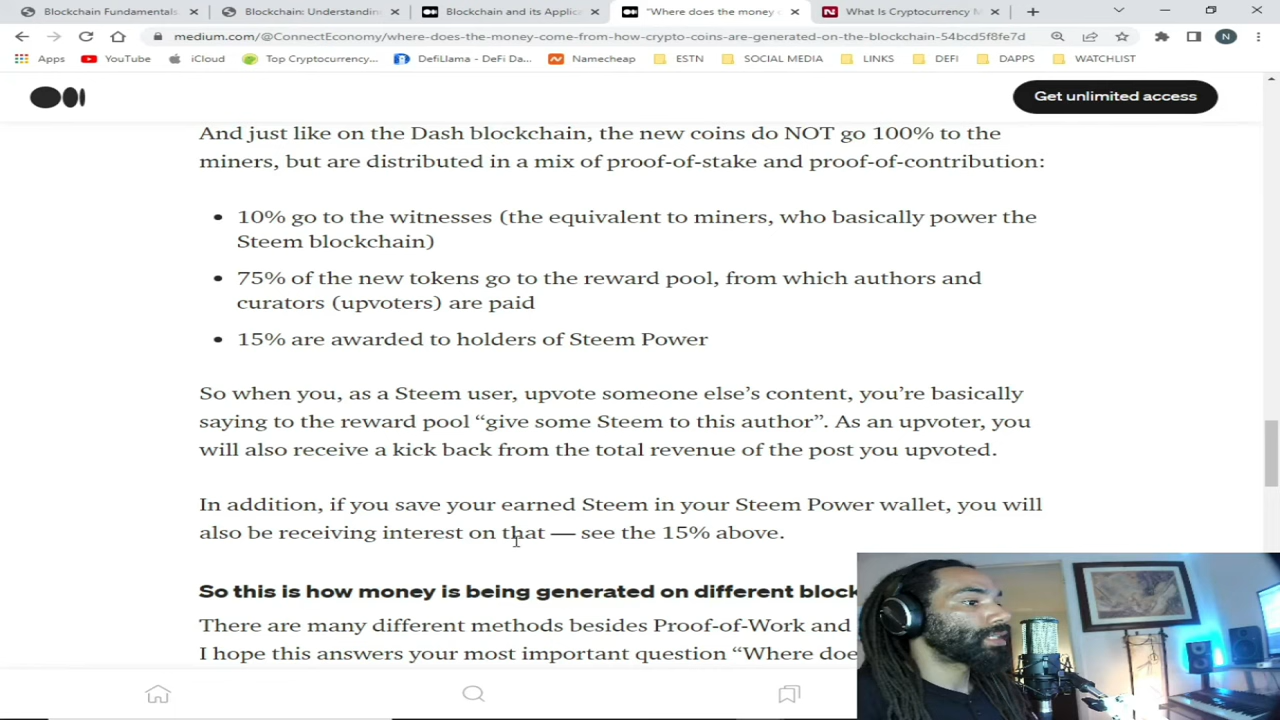 Blockchain Fundamentals
Blockchain: Understandin
Blockchain and its Applic
"Where does the money
What Is Cryptocurrency M
medium.com/@ConnectEconomy/where-does-the-money-come-from-how-crypto-coins-are-generated-on-the-blockchain-54bcd5f8fe7d
N
Apps
YouTube
iCloud
Top Cryptocurrency...
DefiLlama - DeFi Da...
Namecheap
ESTN
SOCIAL MEDIA
LINKS
DEFI
DAPPS
WATCHLIST
Get unlimited access
And just like on the Dash blockchain, the new coins do NOT go 100% to the
miners, but are distributed in a mix of proof-of-stake and proof-of-contribution:
• 10% go to the witnesses (the equivalent to miners, who basically power the
Steem blockchain)
• 75% of the new tokens go to the reward pool, from which authors and
curators (upvoters) are paid
• 15% are awarded to holders of Steem Power
So when you, as a Steem user, upvote someone else's content, you're basically
saying to the reward pool “give some Steem to this author”. As an upvoter, you
will also receive a kick back from the total revenue of the post you upvoted.
In addition, if you save your earned Steem in your Steem Power wallet, you will
also be receiving interest on that — see the 15% above.
So this is how money is being generated on different block
There are many different methods besides Proof-of-Work and
I hope this answers your most important question “Where doe